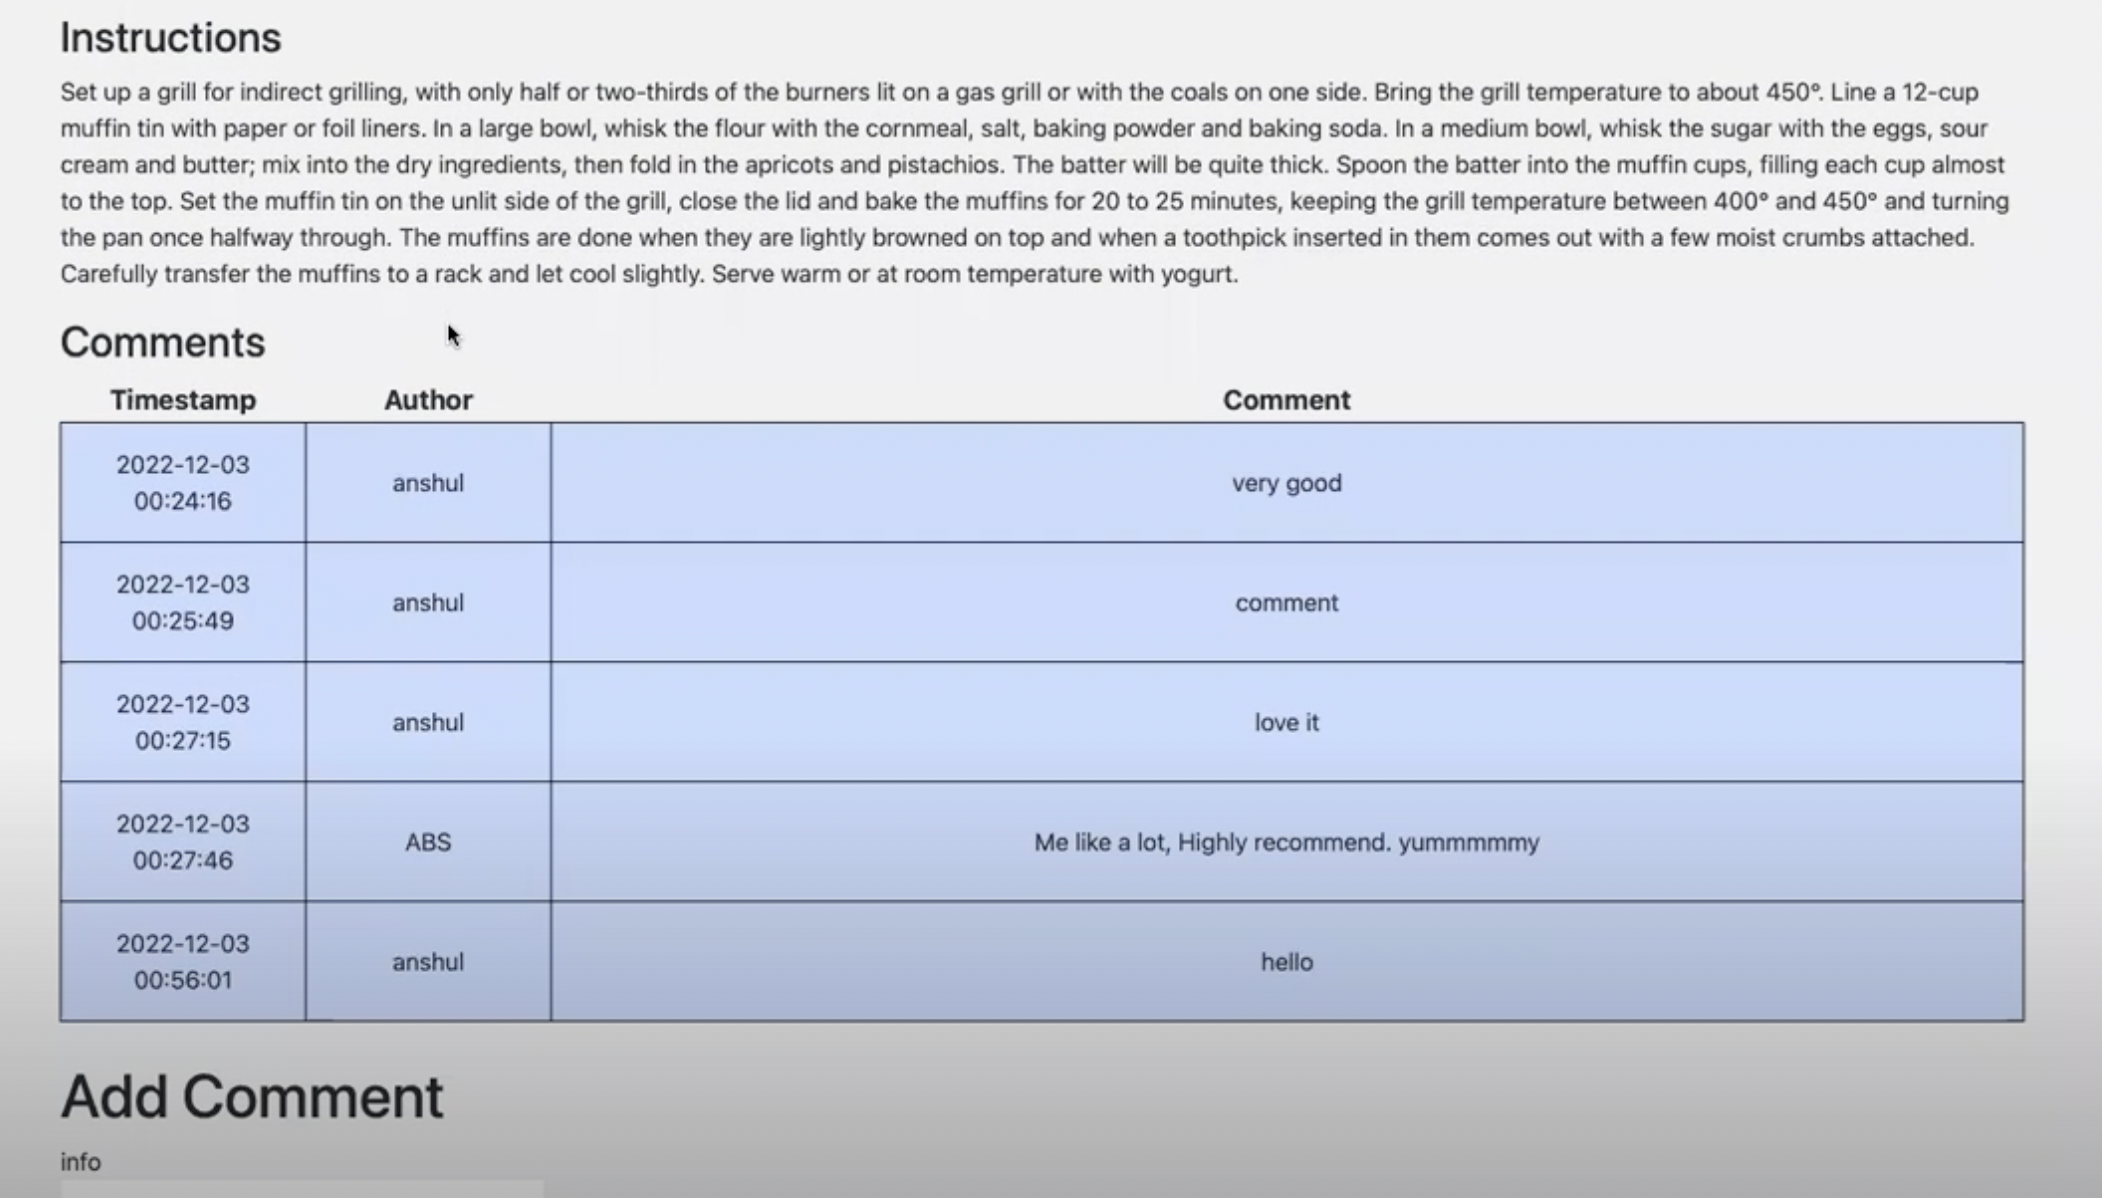 Instructions
Set up a grill for indirect grilling, with only half or two-thirds of the burners lit on a gas grill or with the coals on one side. Bring the grill temperature to about 450°. Line a 12-cup
muffin tin with paper or foil liners. In a large bowl, whisk the flour with the cornmeal, salt, baking powder and baking soda. In a medium bowl, whisk the sugar with the eggs, sour
cream and butter; mix into the dry ingredients, then fold in the apricots and pistachios. The batter will be quite thick. Spoon the batter into the muffin cups, filling each cup almost
to the top. Set the muffin tin on the unlit side of the grill, close the lid and bake the muffins for 20 to 25 minutes, keeping the grill temperature between 400° and 450° and turning
the pan once halfway through. The muffins are done when they are lightly browned on top and when a toothpick inserted in them comes out with a few moist crumbs attached.
Carefully transfer the muffins to a rack and let cool slightly. Serve warm or at room temperature with yogurt.
Comments
Timestamp Author Comment
2022-12-03
00:24:16
anshul
very good
2022-12-03
00:25:49
anshul
comment
2022-12-03
00:27:15
anshul
love it
2022-12-03
00:27:46
ABS
Me like a lot, Highly recommend. yummmmmy
2022-12-03
00:56:01
anshul
hello
Add Comment
info